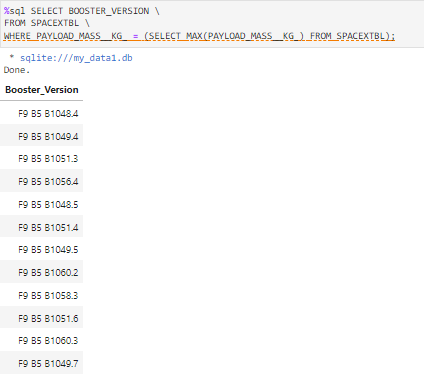 %sql SELECT BOOSTER_VERSION \
FROM SPACEXTBL \
WHERE PAYLOAD_MASS__KG_ = (SELECT MAX(PAYLOAD_MASS__KG_) FROM SPACEXTBL);
* sqlite:///my_data1.db
Done.
Booster_Version
F9 B5 B1048.4
F9 B5 B1049.4
F9 B5 B1051.3
F9 B5 B1056.4
F9 B5 B1048.5
F9 B5 B1051.4
F9 B5 B1049.5
F9 B5 B1060.2
F9 B5 B1058.3
F9 B5 B1051.6
F9 B5 B1060.3
F9 B5 B1049.7